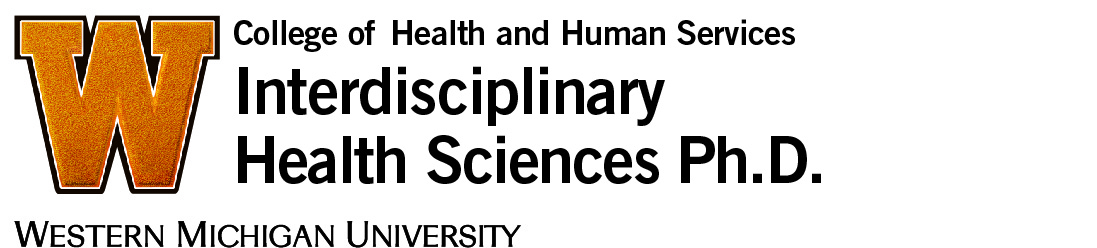 W
College of Health and Human Services
Interdisciplinary
Health Sciences Ph.D.
WESTERN MICHIGAN UNIVERSITY